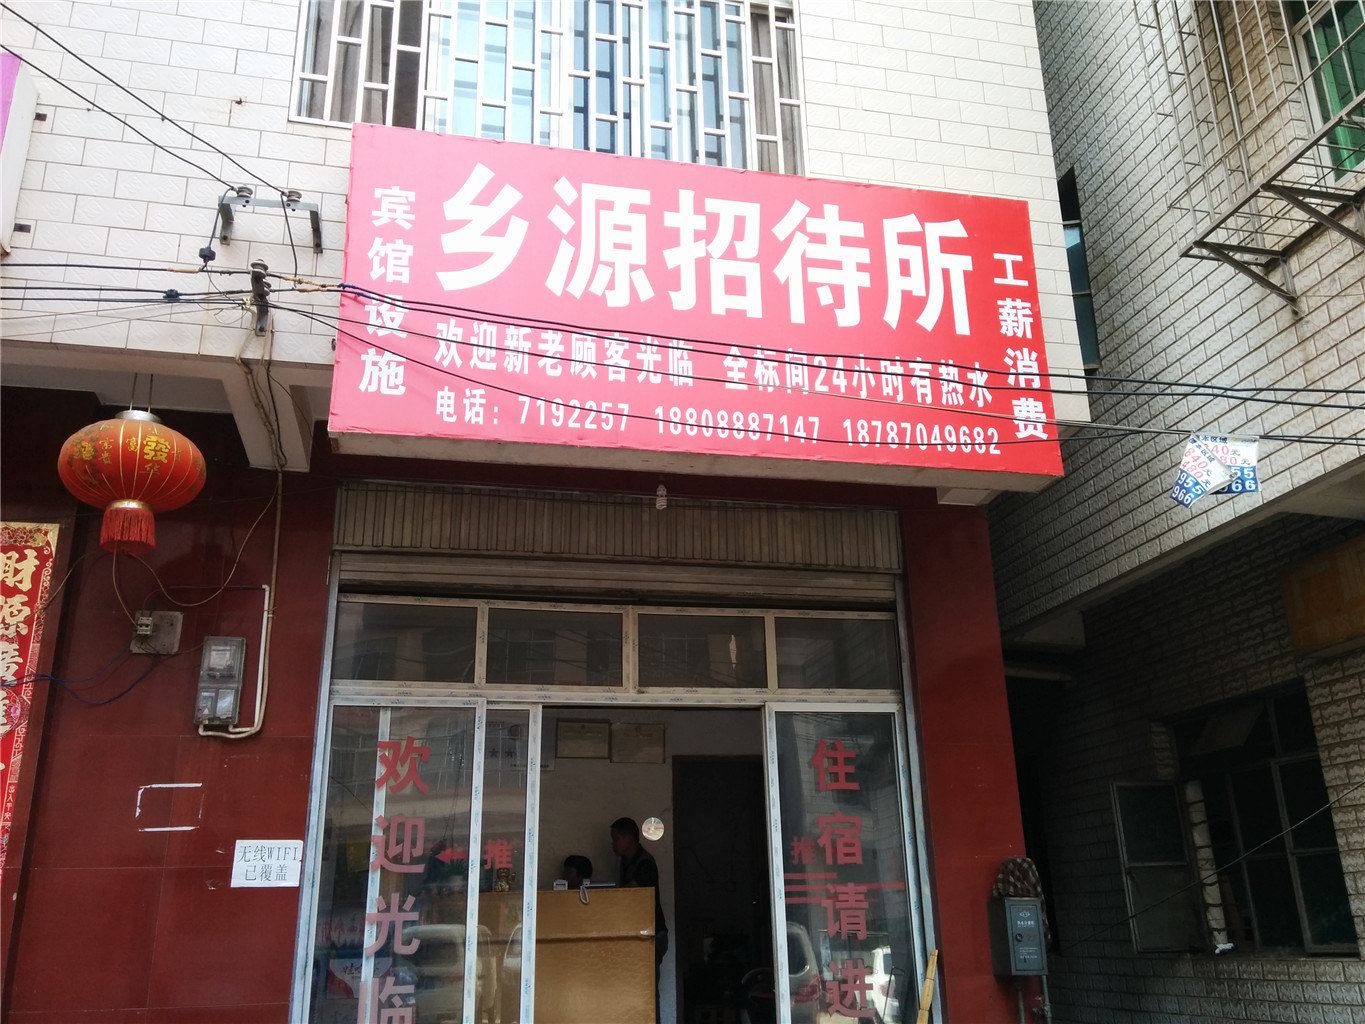 乡源招待所
宾馆设施
工薪消费
欢迎新老顾客光临 全标间24小时有热水
电话：7192257 18808887147 18787049682
财源
无线WIFI
已覆盖
欢迎光临
推
住宿请进
推